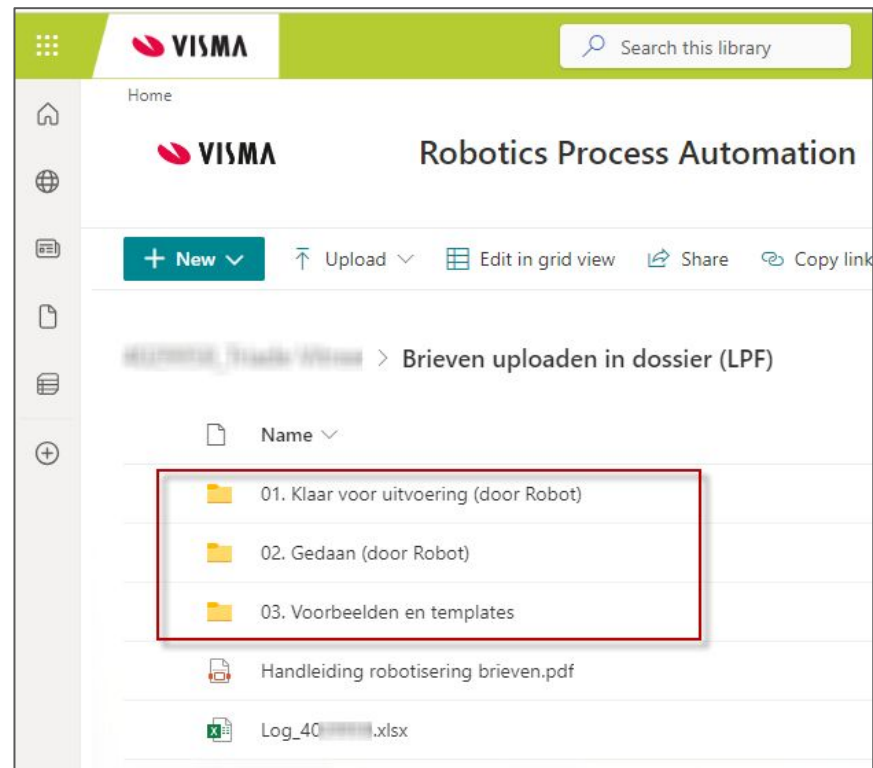 VISMA
Search this library
Home
VISMA
Robotics Process Automation
New
Upload
Edit in grid view
Share
Copy link
> Brieven uploaden in dossier (LPF)
Name
01. Klaar voor uitvoering (door Robot)
02. Gedaan (door Robot)
03. Voorbeelden en templates
Handleiding robotisering brieven.pdf
Log_40 .xlsx